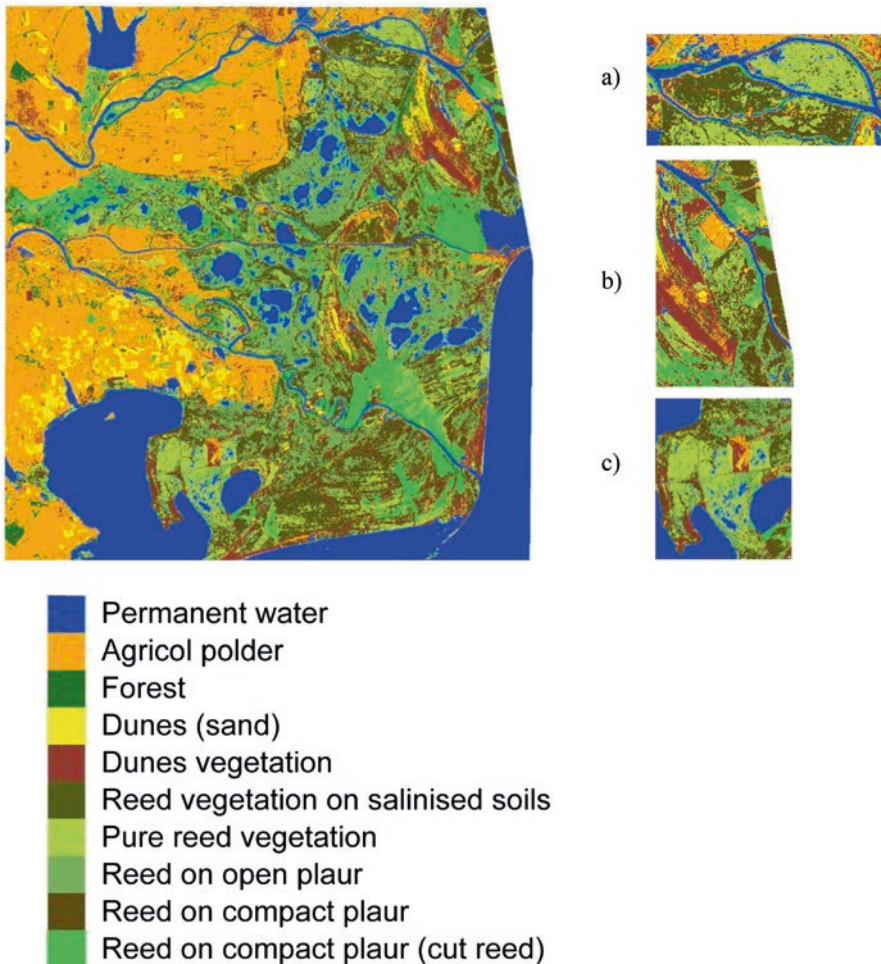 a)
b)
c)
Permanent water
Agricol polder
Forest
Dunes (sand)
Dunes vegetation
Reed vegetation on salinised soils
Pure reed vegetation
Reed on open plaur
Reed on compact plaur
Reed on compact plaur (cut reed)